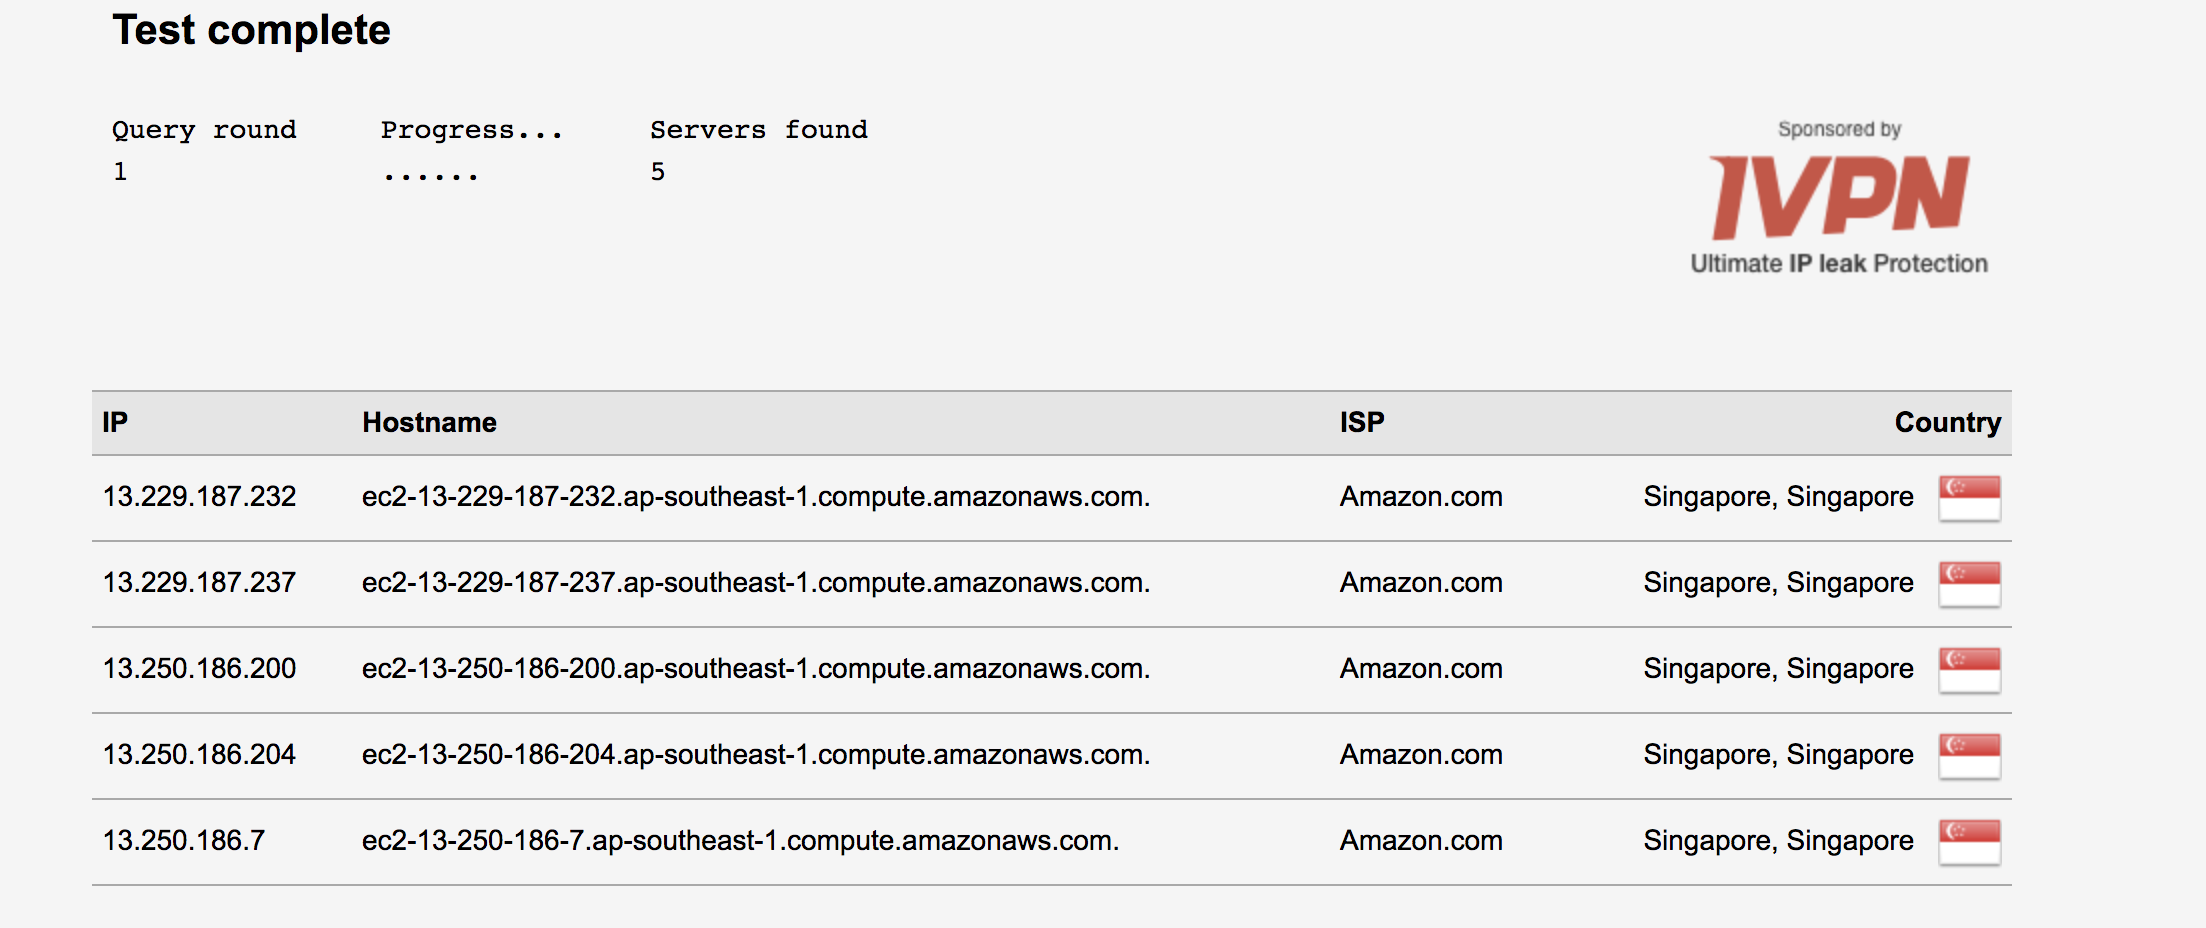 Test complete
Query round Progress... Servers found
1 ...... 5
Sponsored by
IVPN
Ultimate IP leak Protection
IP Hostname ISP Country
13.229.187.232 ec2-13-229-187-232.ap-southeast-1.compute.amazonaws.com. Amazon.com Singapore, Singapore
13.229.187.237 ec2-13-229-187-237.ap-southeast-1.compute.amazonaws.com. Amazon.com Singapore, Singapore
13.250.186.200 ec2-13-250-186-200.ap-southeast-1.compute.amazonaws.com. Amazon.com Singapore, Singapore
13.250.186.204 ec2-13-250-186-204.ap-southeast-1.compute.amazonaws.com. Amazon.com Singapore, Singapore
13.250.186.7 ec2-13-250-186-7.ap-southeast-1.compute.amazonaws.com. Amazon.com Singapore, Singapore